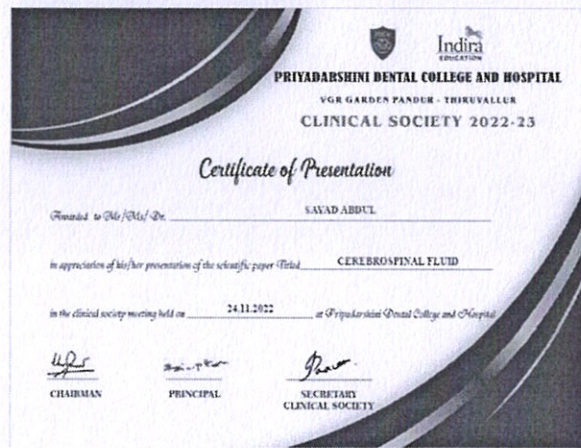 Indira
EDUCATION
PRIYADARSHINI DENTAL COLLEGE AND HOSPITAL
VGR GARDEN PANDUR - THIRUVALLUR
CLINICAL SOCIETY 2022-23
Certificate of Presentation
Awarded to Mr/Ms/ Dr. SAYAD ABDUL
in appreciation of his/her presentation of the scientific paper Titled CEREBROSPINAL FLUID
in the clinical society meeting held on 24.11.2022 at Priyadarshini Dental College and Hospital
CHAIRMAN PRINCIPAL SECRETARY
CLINICAL SOCIETY